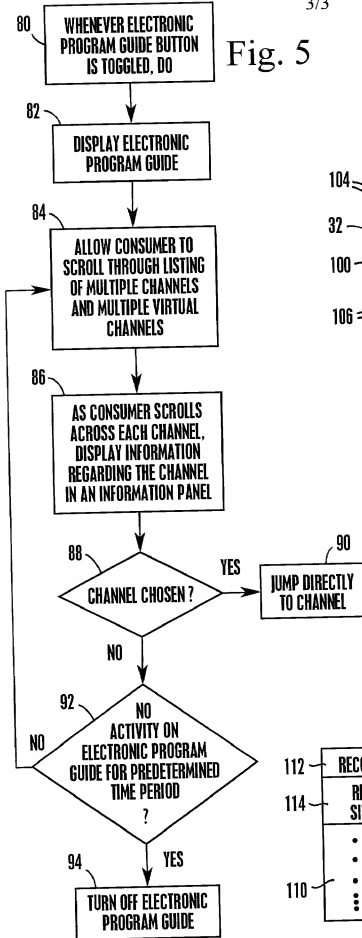 3/3
80
WHENEVER ELECTRONIC
PROGRAM GUIDE BUTTON
IS TOGGLED, DO
Fig. 5
82
DISPLAY ELECTRONIC
PROGRAM GUIDE
84
ALLOW CONSUMER TO
SCROLL THROUGH LISTING
OF MULTIPLE CHANNELS
AND MULTIPLE VIRTUAL
CHANNELS
104
32
100
106
86
AS CONSUMER SCROLLS
ACROSS EACH CHANNEL,
DISPLAY INFORMATION
REGARDING THE CHANNEL
IN AN INFORMATION PANEL
88
CHANNEL CHOSEN ?
YES
90
JUMP DIRECTLY
TO CHANNEL
NO
92
NO
NO
ACTIVITY ON
ELECTRONIC PROGRAM
GUIDE FOR PREDETERMINED
TIME PERIOD
?
YES
94
TURN OFF ELECTRONIC
PROGRAM GUIDE
112
114
110